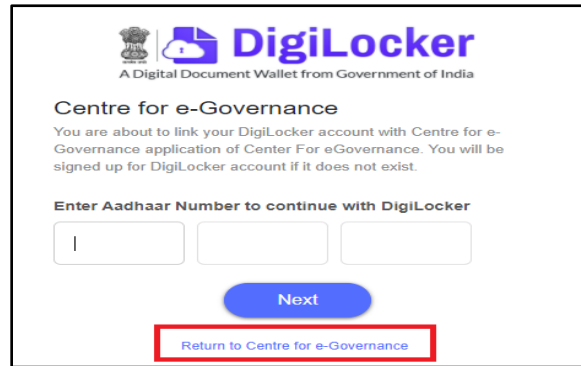 DigiLocker
A Digital Document Wallet from Government of India
Centre for e-Governance
You are about to link your DigiLocker account with Centre for e-
Governance application of Center For eGovernance. You will be
signed up for DigiLocker account if it does not exist.
Enter Aadhaar Number to continue with DigiLocker
Next
Return to Centre for e-Governance